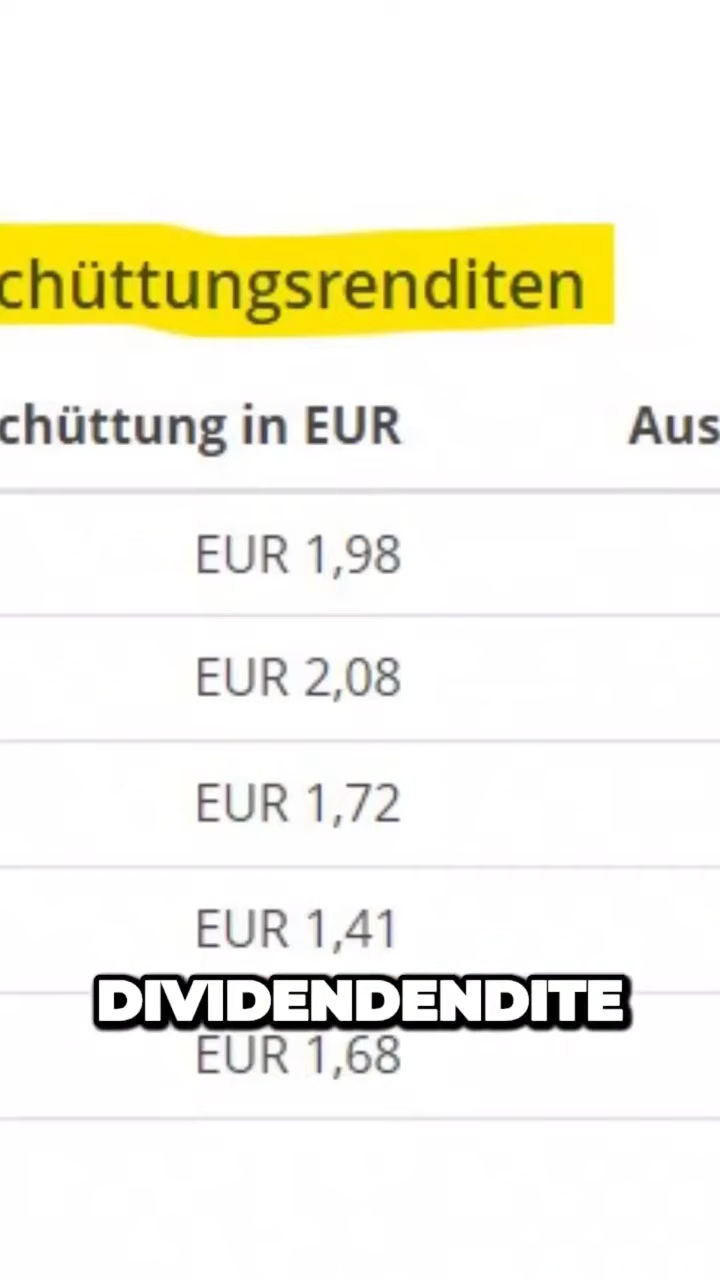 chüttungsrenditen
chüttung in EUR Aus
EUR 1,98
EUR 2,08
EUR 1,72
EUR 1,41
DIVIDENDENDITE
EUR 1,68